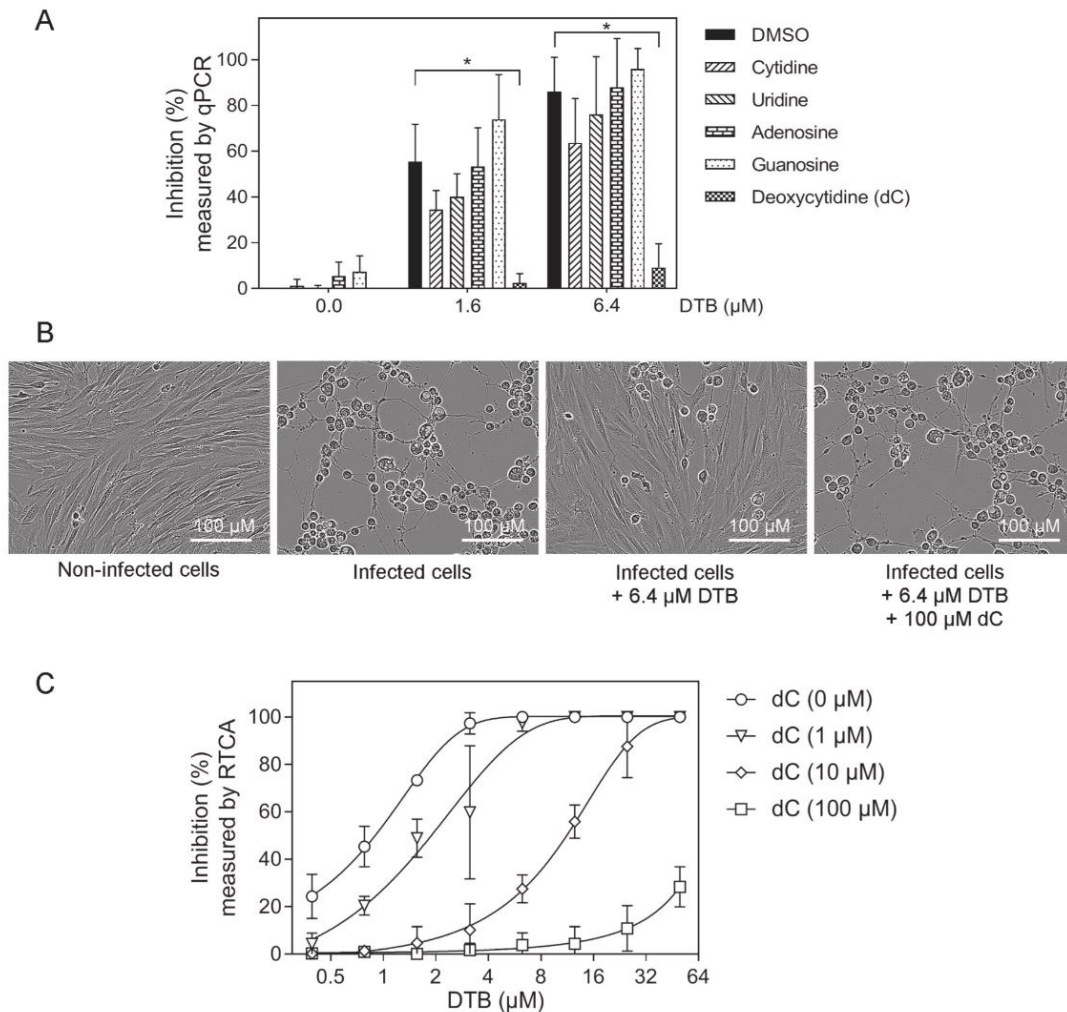 A
Inhibition (%)
measured by qPCR
100
80
60
40
20
0
*
*
0.0
1.6
6.4
DTB (µM)
DMSO
Cytidine
Uridine
Adenosine
Guanosine
Deoxycytidine (dC)
B
100 µM
100 µM
100 µM
100 µM
Non-infected cells
Infected cells
Infected cells
+ 6.4 µM DTB
Infected cells
+ 6.4 µM DTB
+ 100 µM dC
C
Inhibition (%)
measured by RTCA
100
80
60
40
20
0
0.5
1
2
4
8
16
32
64
DTB (µM)
dC (0 µM)
dC (1 µM)
dC (10 µM)
dC (100 µM)